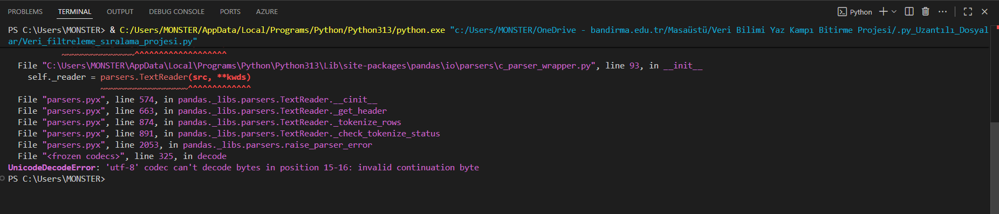 PROBLEMS TERMINAL OUTPUT DEBUG CONSOLE PORTS AZURE Python
PS C:\Users\MONSTER> & C:/Users/MONSTER/AppData/Local/Programs/Python/Python313/python.exe "c:/Users/MONSTER/OneDrive - bandirma.edu.tr/Masaüstü/Veri Bilimi Yaz Kampı Bitirme Projesi/.py_Uzantılı_Dosyal
ar/Veri_filtreleme_sıralama_projesi.py"
~~~~~~~~~~~~~~~^^^^^^^^^^^^^^^^^^^
File "C:\Users\MONSTER\AppData\Local\Programs\Python\Python313\Lib\site-packages\pandas\io\parsers\c_parser_wrapper.py", line 93, in __init__
self._reader = parsers.TextReader(src, **kwds)
~~~~~~~~~~~~~~~~~~^^^^^^^^^^^^^
File "parsers.pyx", line 574, in pandas._libs.parsers.TextReader.__cinit__
File "parsers.pyx", line 663, in pandas._libs.parsers.TextReader._get_header
File "parsers.pyx", line 874, in pandas._libs.parsers.TextReader._tokenize_rows
File "parsers.pyx", line 891, in pandas._libs.parsers.TextReader._check_tokenize_status
File "parsers.pyx", line 2053, in pandas._libs.parsers.raise_parser_error
File "<frozen codecs>", line 325, in decode
UnicodeDecodeError: 'utf-8' codec can't decode bytes in position 15-16: invalid continuation byte
PS C:\Users\MONSTER>